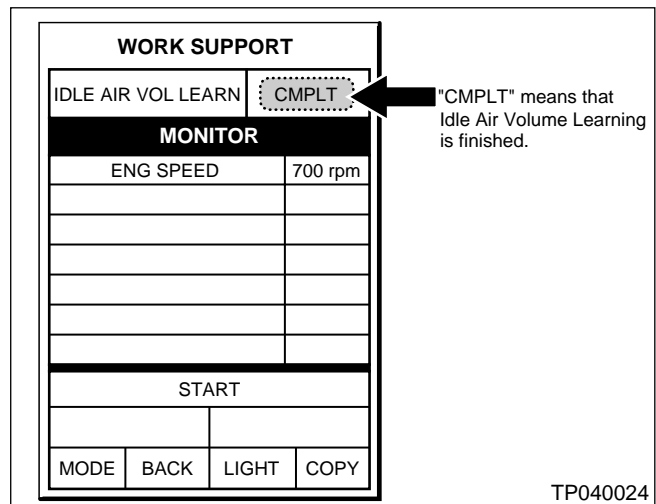 WORK SUPPORT
IDLE AIR VOL LEARN CMPLT
"CMPLT" means that
Idle Air Volume Learning
is finished.
MONITOR
ENG SPEED 700 rpm
START
MODE BACK LIGHT COPY
TP040024